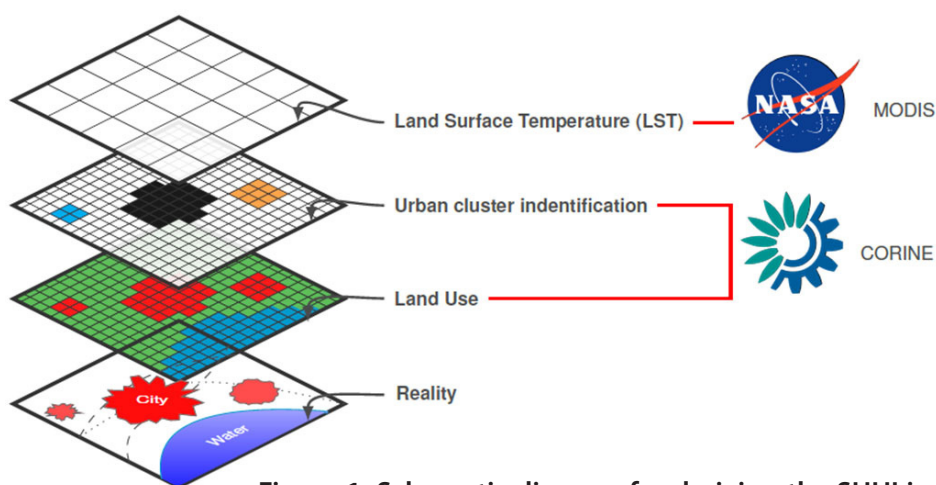 NASA
MODIS
Land Surface Temperature (LST)
Urban cluster indentification
CORINE
Land Use
Reality
City
Water